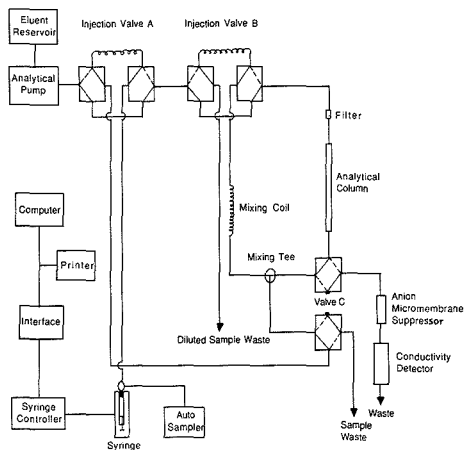 Eluent
Reservoir
Injection Valve A
Injection Valve B
Analytical
Pump
Filter
Analytical
Column
Computer
Mixing Coil
Printer
Mixing Tee
Valve C
Anion
Micromembrane
Suppressor
Interface
Diluted Sample Waste
Conductivity
Detector
Syringe
Controller
Auto
Sampler
Waste
Sample
Waste
Syringe